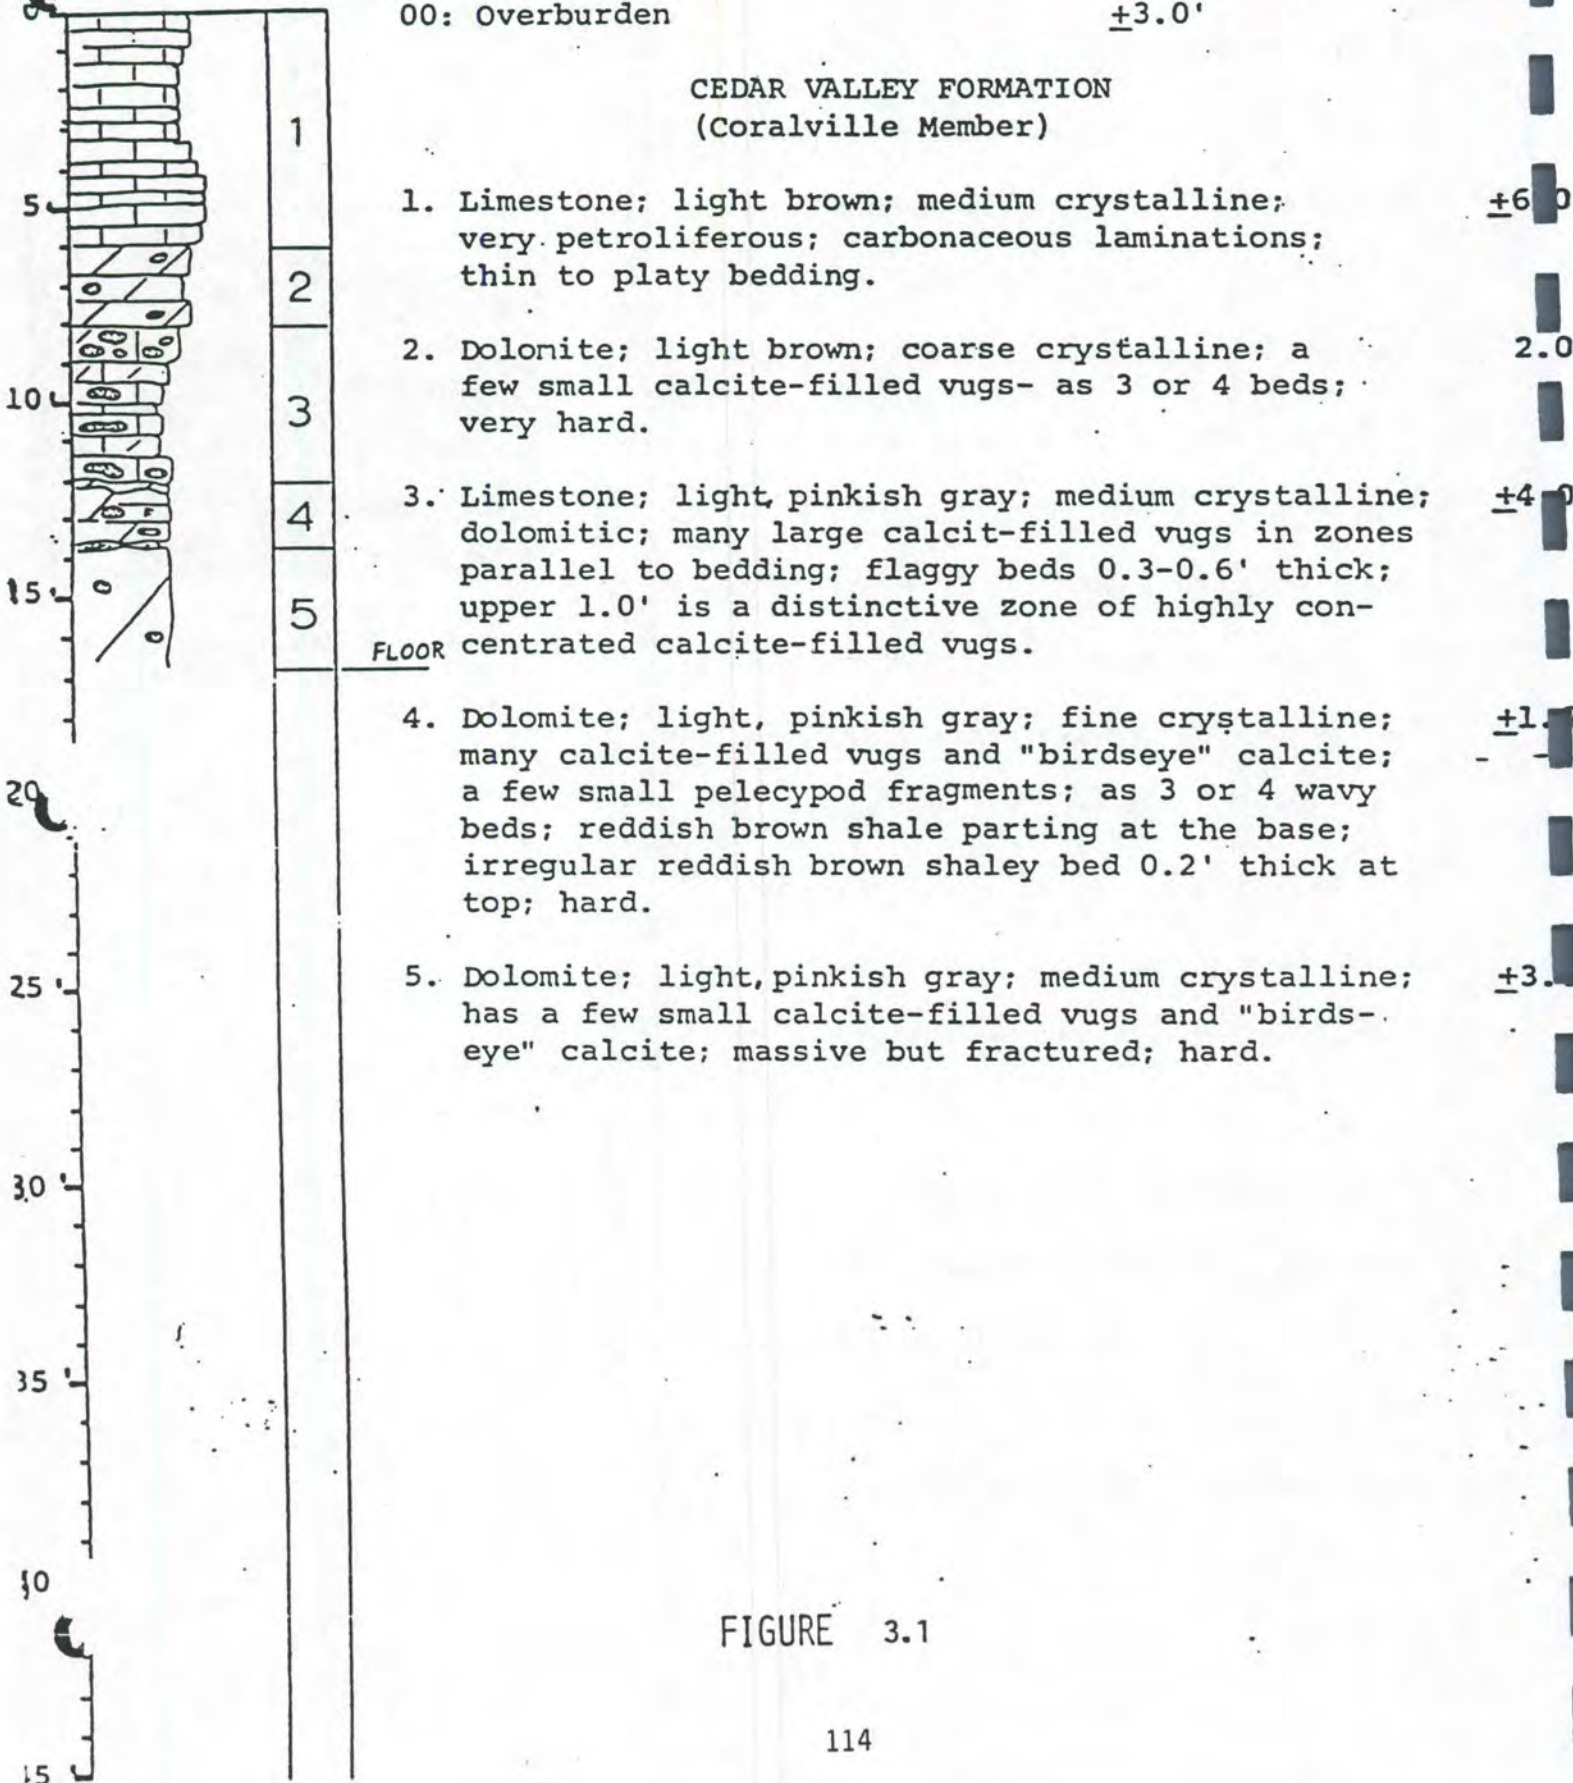 00: Overburden ±3.0'
CEDAR VALLEY FORMATION
(Coralville Member)
1. Limestone; light brown; medium crystalline; ±6
very petroliferous; carbonaceous laminations;
thin to platy bedding.
2. Dolonite; light brown; coarse crystalline; a 2.0
few small calcite-filled vugs- as 3 or 4 beds;
very hard.
3. Limestone; light, pinkish gray; medium crystalline; ±4
dolomitic; many large calcit-filled vugs in zones
parallel to bedding; flaggy beds 0.3-0.6' thick;
upper 1.0' is a distinctive zone of highly con-
FLOOR centrated calcite-filled vugs.
4. Dolomite; light, pinkish gray; fine crystalline; ±1.
many calcite-filled vugs and "birdseye" calcite;
a few small pelecypod fragments; as 3 or 4 wavy
beds; reddish brown shale parting at the base;
irregular reddish brown shaley bed 0.2' thick at
top; hard.
5. Dolomite; light, pinkish gray; medium crystalline; ±3.
has a few small calcite-filled vugs and "birds-
eye" calcite; massive but fractured; hard.
0
5
10
15
20
25
30
35
1
2
3
4
5
FIGURE 3.1
114